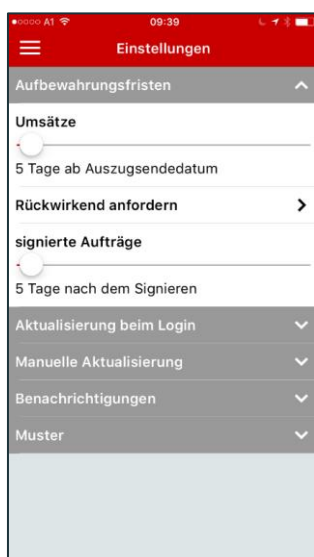 A1 09:39
Einstellungen
Aufbewahrungsfristen
Umsätze
5 Tage ab Auszugsendedatum
Rückwirkend anfordern
signierte Aufträge
5 Tage nach dem Signieren
Aktualisierung beim Login
Manuelle Aktualisierung
Benachrichtigungen
Muster